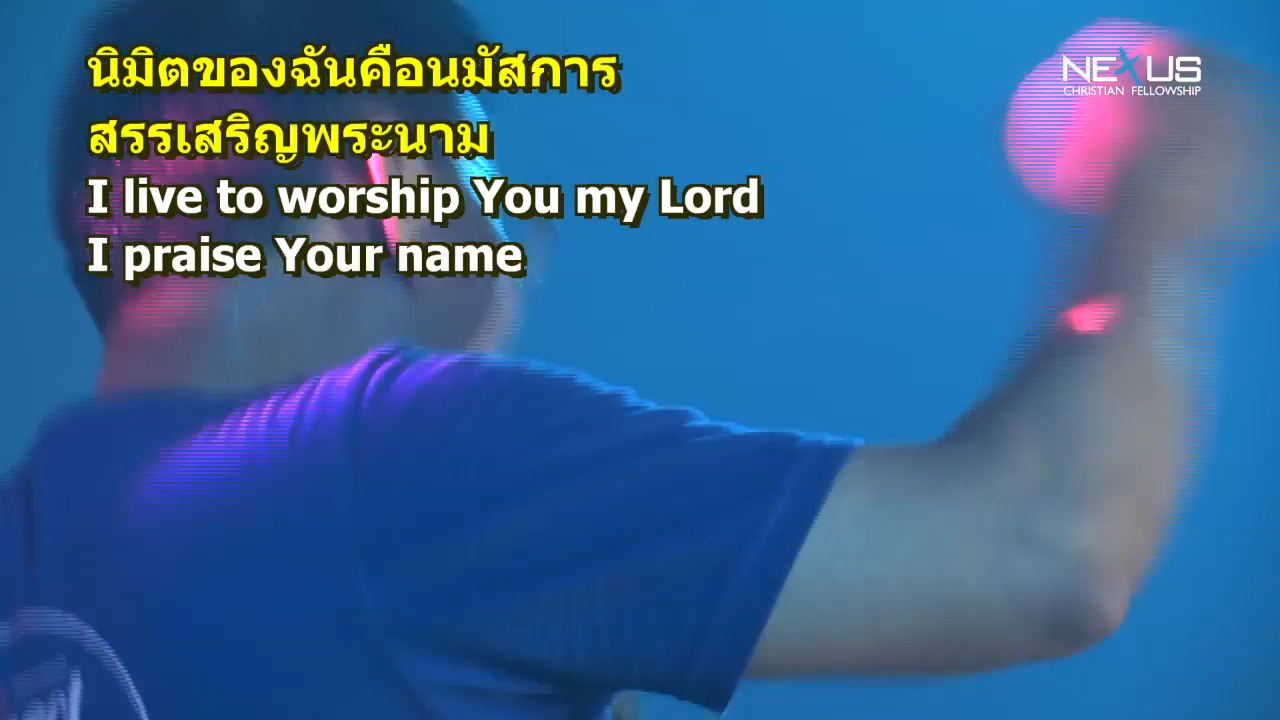 นิมิตของฉันคือนมัสการ
สรรเสริญพระนาม
I live to worship You my Lord
I praise Your name
NEXUS
CHRISTIAN FELLOWSHIP